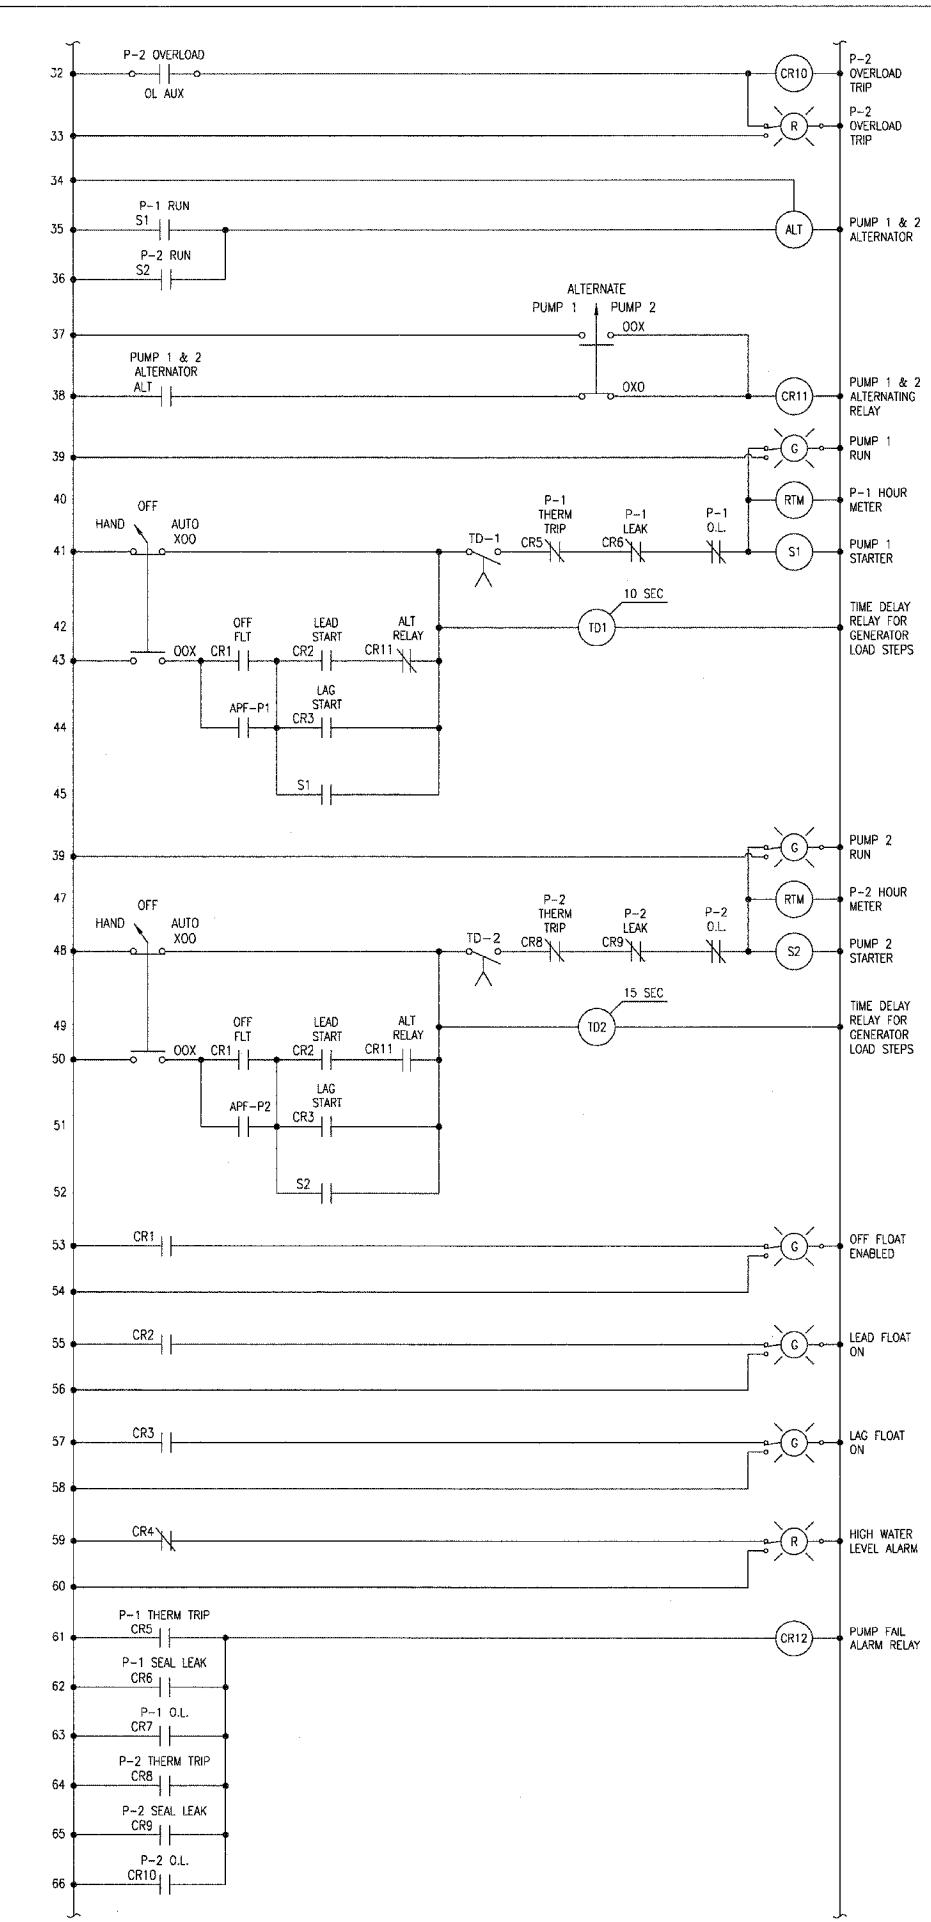 P-2 OVERLOAD
32
OL AUX
CR10
P-2
OVERLOAD
TRIP
33
R
P-2
OVERLOAD
TRIP
34
P-1 RUN
S1
35
ALT
PUMP 1 & 2
ALTERNATOR
P-2 RUN
S2
36
ALTERNATE
PUMP 1 PUMP 2
37
OOX
PUMP 1 & 2
ALTERNATOR
ALT
38
OXO
CR11
PUMP 1 & 2
ALTERNATING
RELAY
39
G
PUMP 1
RUN
40
RTM
P-1 HOUR
METER
OFF
HAND
AUTO
XOO
41
TD-1
P-1
THERM
TRIP
CR5
P-1
LEAK
CR6
P-1
O.L.
S1
PUMP 1
STARTER
10 SEC
42
TD1
TIME DELAY
RELAY FOR
GENERATOR
LOAD STEPS
43
OOX
OFF
FLT
CR1
LEAD
START
CR2
ALT
RELAY
CR11
44
APF-P1
LAG
START
CR3
45
S1
39
G
PUMP 2
RUN
47
RTM
P-2 HOUR
METER
OFF
HAND
AUTO
XOO
48
TD-2
P-2
THERM
TRIP
CR8
P-2
LEAK
CR9
P-2
O.L.
S2
PUMP 2
STARTER
15 SEC
49
TD2
TIME DELAY
RELAY FOR
GENERATOR
LOAD STEPS
50
OOX
OFF
FLT
CR1
LEAD
START
CR2
ALT
RELAY
CR11
51
APF-P2
LAG
START
CR3
52
S2
53
CR1
G
OFF FLOAT
ENABLED
54
55
CR2
G
LEAD FLOAT
ON
56
57
CR3
G
LAG FLOAT
ON
58
59
CR4
R
HIGH WATER
LEVEL ALARM
60
P-1 THERM TRIP
61
CR5
CR12
PUMP FAIL
ALARM RELAY
P-1 SEAL LEAK
62
CR6
P-1 O.L.
63
CR7
P-2 THERM TRIP
64
CR8
P-2 SEAL LEAK
65
CR9
P-2 O.L.
66
CR10